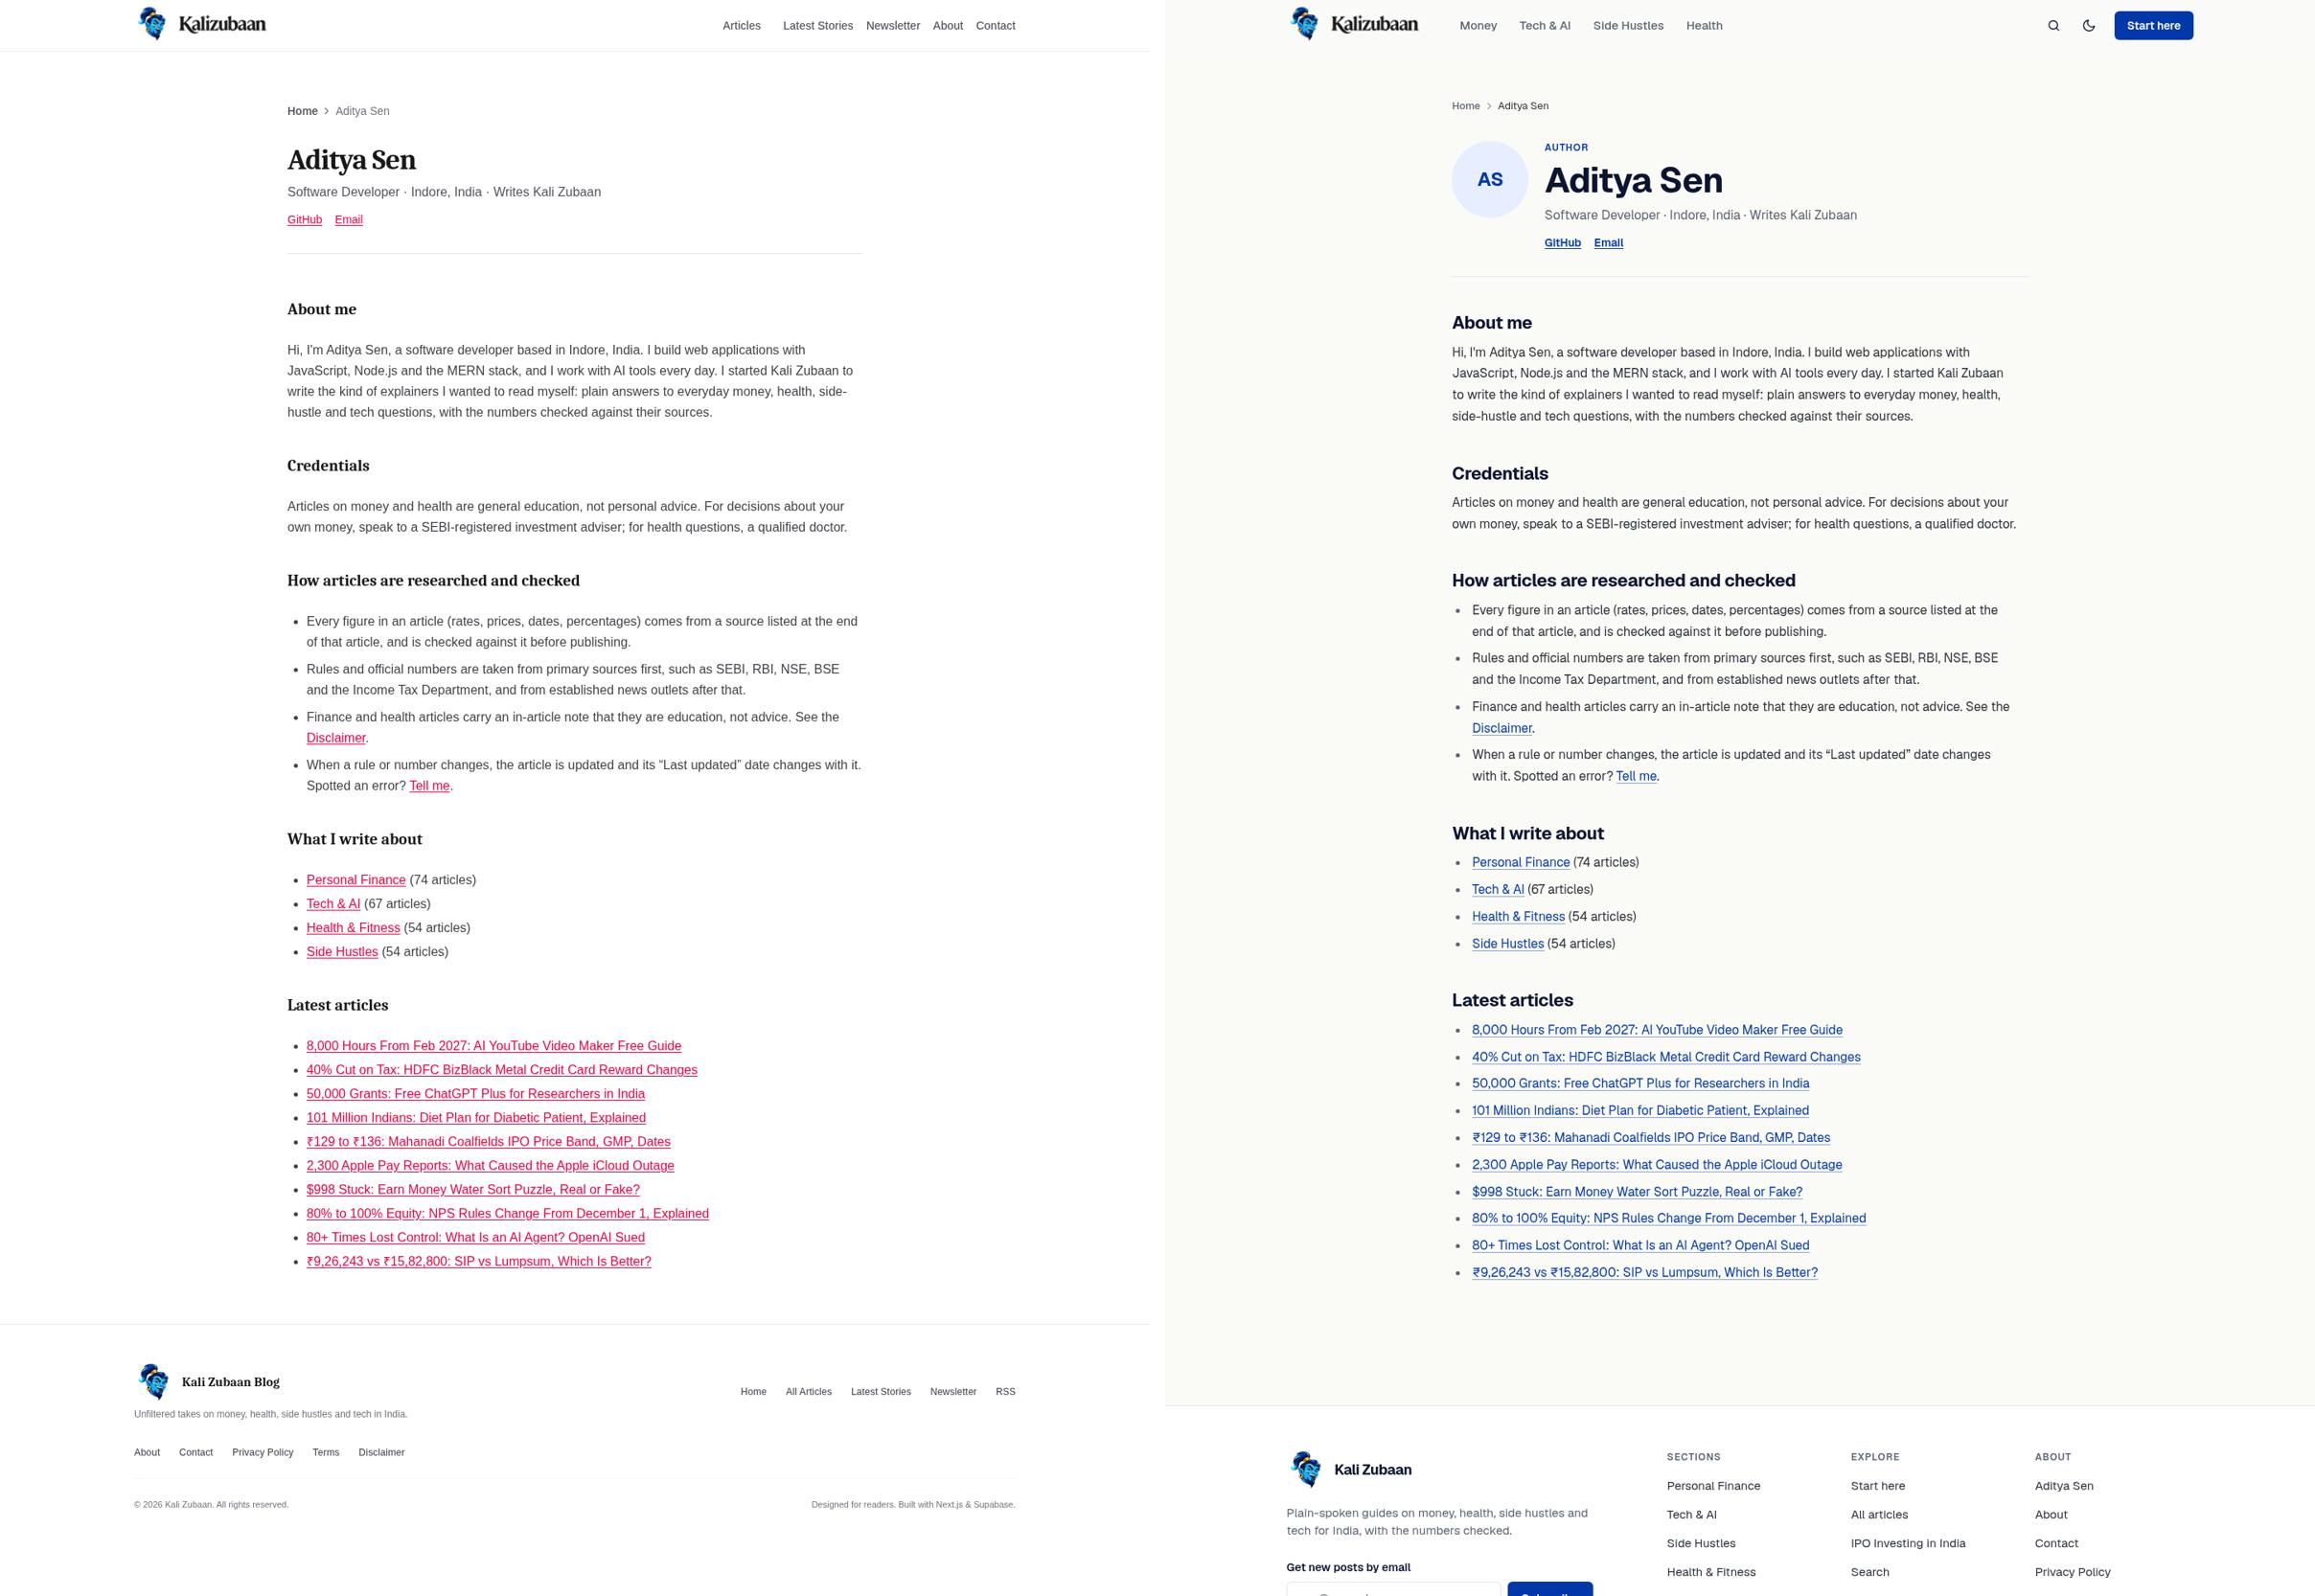 Kalizubaan
Articles Latest Stories Newsletter About Contact
Home > Aditya Sen
Aditya Sen
Software Developer · Indore, India · Writes Kali Zubaan
GitHub Email
About me
Hi, I'm Aditya Sen, a software developer based in Indore, India. I build web applications with
JavaScript, Node.js and the MERN stack, and I work with AI tools every day. I started Kali Zubaan to
write the kind of explainers I wanted to read myself: plain answers to everyday money, health, side-
hustle and tech questions, with the numbers checked against their sources.
Credentials
Articles on money and health are general education, not personal advice. For decisions about your
own money, speak to a SEBI-registered investment adviser; for health questions, a qualified doctor.
How articles are researched and checked
• Every figure in an article (rates, prices, dates, percentages) comes from a source listed at the end
of that article, and is checked against it before publishing.
• Rules and official numbers are taken from primary sources first, such as SEBI, RBI, NSE, BSE
and the Income Tax Department, and from established news outlets after that.
• Finance and health articles carry an in-article note that they are education, not advice. See the
Disclaimer.
• When a rule or number changes, the article is updated and its “Last updated” date changes with it.
Spotted an error? Tell me.
What I write about
• Personal Finance (74 articles)
• Tech & AI (67 articles)
• Health & Fitness (54 articles)
• Side Hustles (54 articles)
Latest articles
• 8,000 Hours From Feb 2027: AI YouTube Video Maker Free Guide
• 40% Cut on Tax: HDFC BizBlack Metal Credit Card Reward Changes
• 50,000 Grants: Free ChatGPT Plus for Researchers in India
• 101 Million Indians: Diet Plan for Diabetic Patient, Explained
• ₹129 to ₹136: Mahanadi Coalfields IPO Price Band, GMP, Dates
• 2,300 Apple Pay Reports: What Caused the Apple iCloud Outage
• $998 Stuck: Earn Money Water Sort Puzzle, Real or Fake?
• 80% to 100% Equity: NPS Rules Change From December 1, Explained
• 80+ Times Lost Control: What Is an AI Agent? OpenAI Sued
• ₹9,26,243 vs ₹15,82,800: SIP vs Lumpsum, Which Is Better?
Kali Zubaan Blog
Unfiltered takes on money, health, side hustles and tech in India.
Home All Articles Latest Stories Newsletter RSS
About Contact Privacy Policy Terms Disclaimer
© 2026 Kali Zubaan. All rights reserved.
Designed for readers. Built with Next.js & Supabase.
Kalizubaan
Money Tech & AI Side Hustles Health
Start here
Home > Aditya Sen
AS
AUTHOR
Aditya Sen
Software Developer · Indore, India · Writes Kali Zubaan
GitHub Email
About me
Hi, I'm Aditya Sen, a software developer based in Indore, India. I build web applications with
JavaScript, Node.js and the MERN stack, and I work with AI tools every day. I started Kali Zubaan
to write the kind of explainers I wanted to read myself: plain answers to everyday money, health,
side-hustle and tech questions, with the numbers checked against their sources.
Credentials
Articles on money and health are general education, not personal advice. For decisions about your
own money, speak to a SEBI-registered investment adviser; for health questions, a qualified doctor.
How articles are researched and checked
• Every figure in an article (rates, prices, dates, percentages) comes from a source listed at the
end of that article, and is checked against it before publishing.
• Rules and official numbers are taken from primary sources first, such as SEBI, RBI, NSE, BSE
and the Income Tax Department, and from established news outlets after that.
• Finance and health articles carry an in-article note that they are education, not advice. See the
Disclaimer.
• When a rule or number changes, the article is updated and its “Last updated” date changes
with it. Spotted an error? Tell me.
What I write about
• Personal Finance (74 articles)
• Tech & AI (67 articles)
• Health & Fitness (54 articles)
• Side Hustles (54 articles)
Latest articles
• 8,000 Hours From Feb 2027: AI YouTube Video Maker Free Guide
• 40% Cut on Tax: HDFC BizBlack Metal Credit Card Reward Changes
• 50,000 Grants: Free ChatGPT Plus for Researchers in India
• 101 Million Indians: Diet Plan for Diabetic Patient, Explained
• ₹129 to ₹136: Mahanadi Coalfields IPO Price Band, GMP, Dates
• 2,300 Apple Pay Reports: What Caused the Apple iCloud Outage
• $998 Stuck: Earn Money Water Sort Puzzle, Real or Fake?
• 80% to 100% Equity: NPS Rules Change From December 1, Explained
• 80+ Times Lost Control: What Is an AI Agent? OpenAI Sued
• ₹9,26,243 vs ₹15,82,800: SIP vs Lumpsum, Which Is Better?
Kali Zubaan
Plain-spoken guides on money, health, side hustles and
tech for India, with the numbers checked.
Get new posts by email
SECTIONS
Personal Finance
Tech & AI
Side Hustles
Health & Fitness
EXPLORE
Start here
All articles
IPO Investing in India
Search
ABOUT
Aditya Sen
About
Contact
Privacy Policy